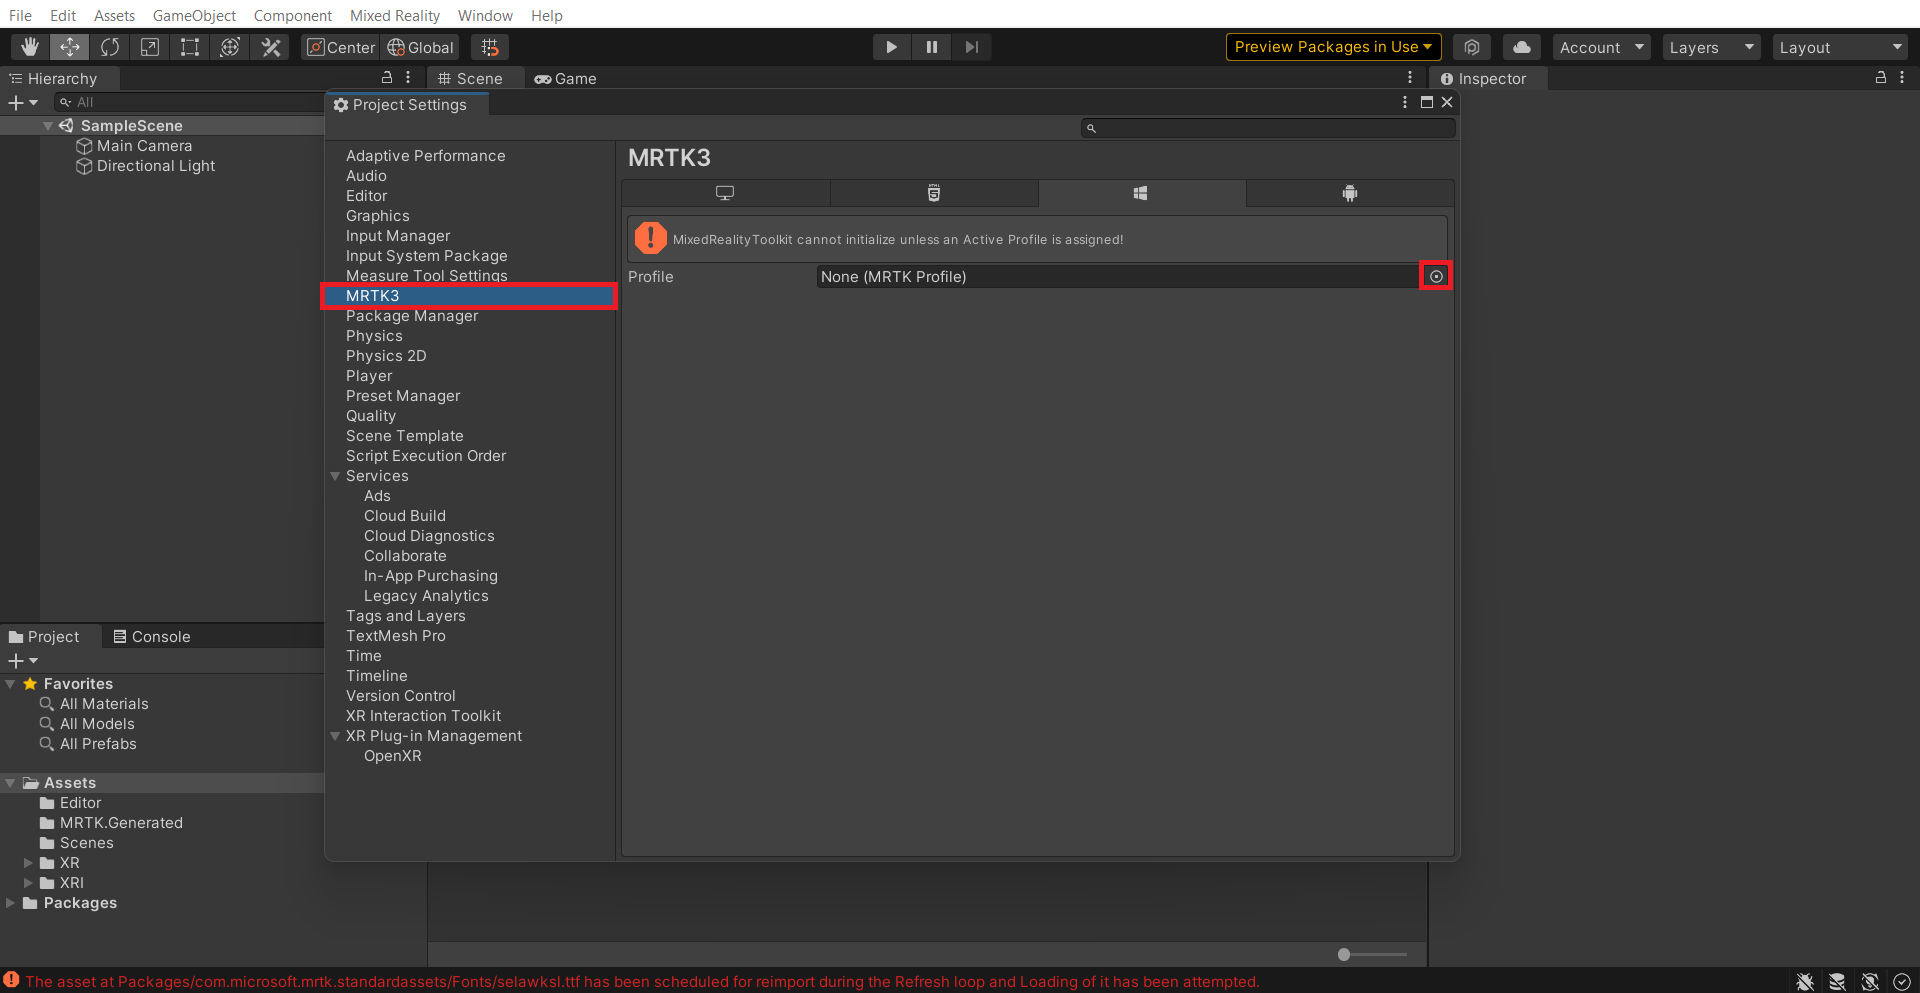 File Edit Assets GameObject Component Mixed Reality Window Help
Center Global Preview Packages in Use Account Layers Layout
Hierarchy Scene Game Inspector
All
Project Settings
SampleScene
Main Camera
Directional Light
Adaptive Performance
Audio
Editor
Graphics
Input Manager
Input System Package
Measure Tool Settings
MRTK3
Package Manager
Physics
Physics 2D
Player
Preset Manager
Quality
Scene Template
Script Execution Order
Services
Ads
Cloud Build
Cloud Diagnostics
Collaborate
In-App Purchasing
Legacy Analytics
Tags and Layers
TextMesh Pro
Time
Timeline
Version Control
XR Interaction Toolkit
XR Plug-in Management
OpenXR
MRTK3
MixedRealityToolkit cannot initialize unless an Active Profile is assigned!
Profile None (MRTK Profile)
Project Console
Favorites
All Materials
All Models
All Prefabs
Assets
Editor
MRTK.Generated
Scenes
XR
XRI
Packages
The asset at Packages/com.microsoft.mrtk.standardassets/Fonts/selawksl.ttf has been scheduled for reimport during the Refresh loop and Loading of it has been attempted.